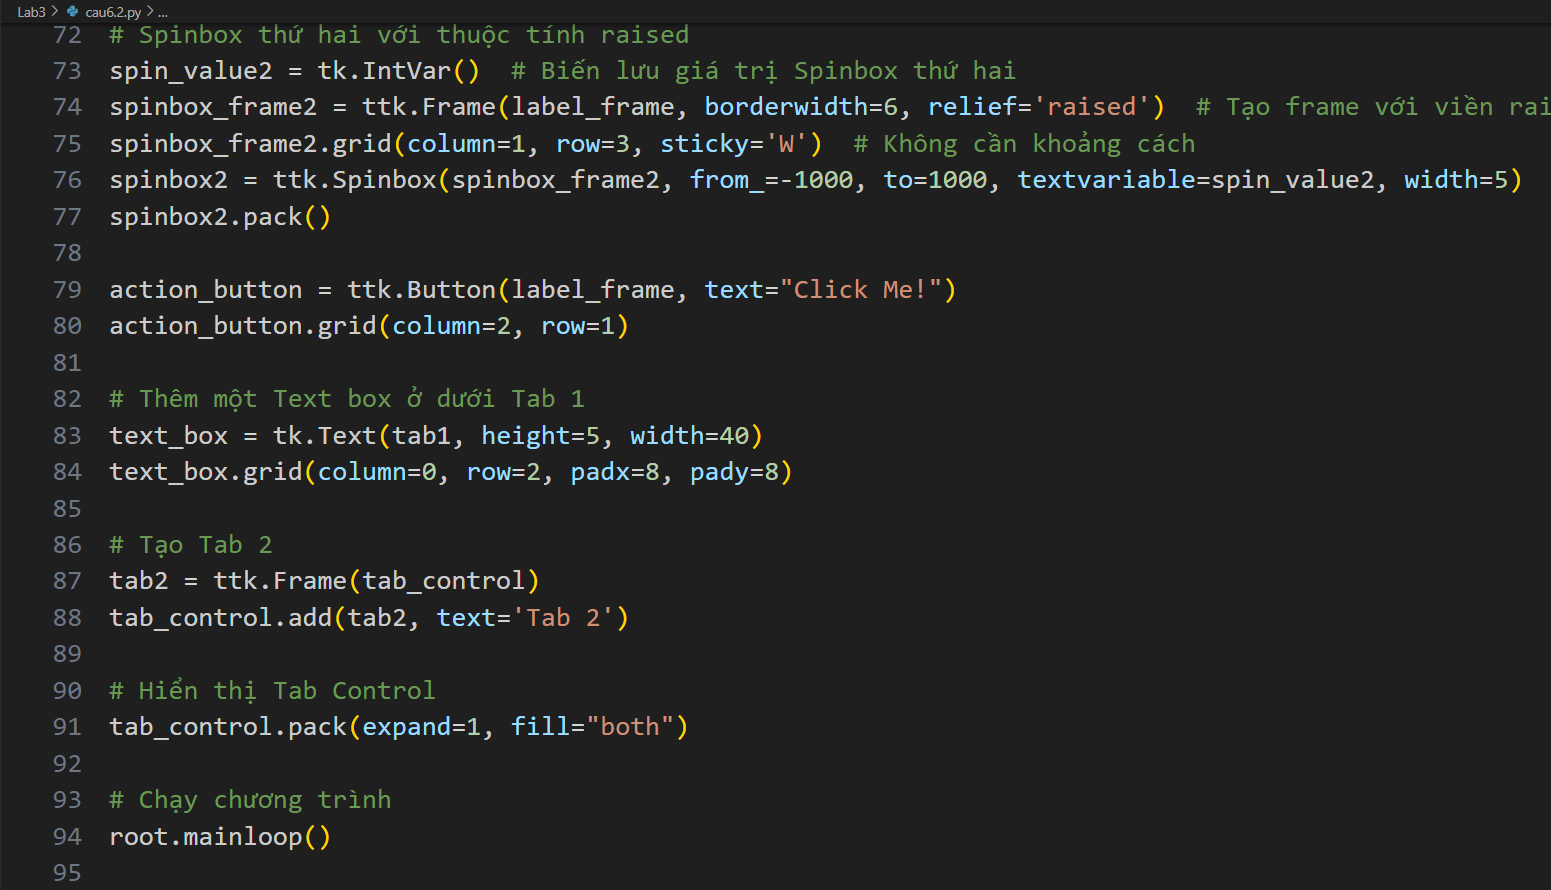 Lab3 > cau6.2.py > ...
72 # Spinbox thứ hai với thuộc tính raised
73 spin_value2 = tk.IntVar()  # Biến lưu giá trị Spinbox thứ hai
74 spinbox_frame2 = ttk.Frame(label_frame, borderwidth=6, relief='raised')  # Tạo frame với viền rai
75 spinbox_frame2.grid(column=1, row=3, sticky='W')  # Không cần khoảng cách
76 spinbox2 = ttk.Spinbox(spinbox_frame2, from_=-1000, to=1000, textvariable=spin_value2, width=5)
77 spinbox2.pack()
78
79 action_button = ttk.Button(label_frame, text="Click Me!")
80 action_button.grid(column=2, row=1)
81
82 # Thêm một Text box ở dưới Tab 1
83 text_box = tk.Text(tab1, height=5, width=40)
84 text_box.grid(column=0, row=2, padx=8, pady=8)
85
86 # Tạo Tab 2
87 tab2 = ttk.Frame(tab_control)
88 tab_control.add(tab2, text='Tab 2')
89
90 # Hiển thị Tab Control
91 tab_control.pack(expand=1, fill="both")
92
93 # Chạy chương trình
94 root.mainloop()
95